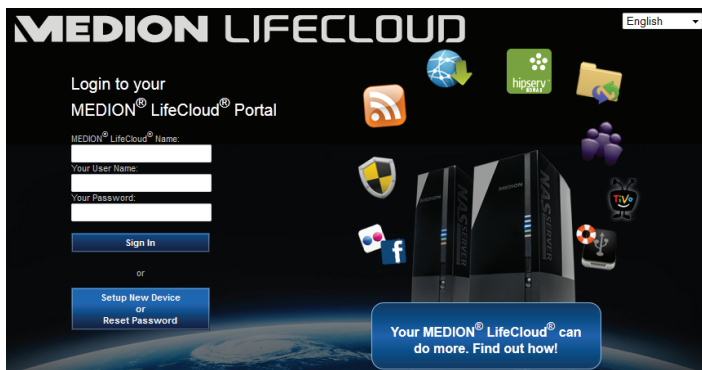 MEDION LIFECLOUD
English
Login to your
MEDION® LifeCloud® Portal
MEDION® LifeCloud® Name:
Your User Name:
Your Password:
Sign In
or
Setup New Device
or
Reset Password
hipserv
TiVo
MEDION
NAS SERVER
MEDION
NAS SERVER
Your MEDION® LifeCloud® can
do more. Find out how!